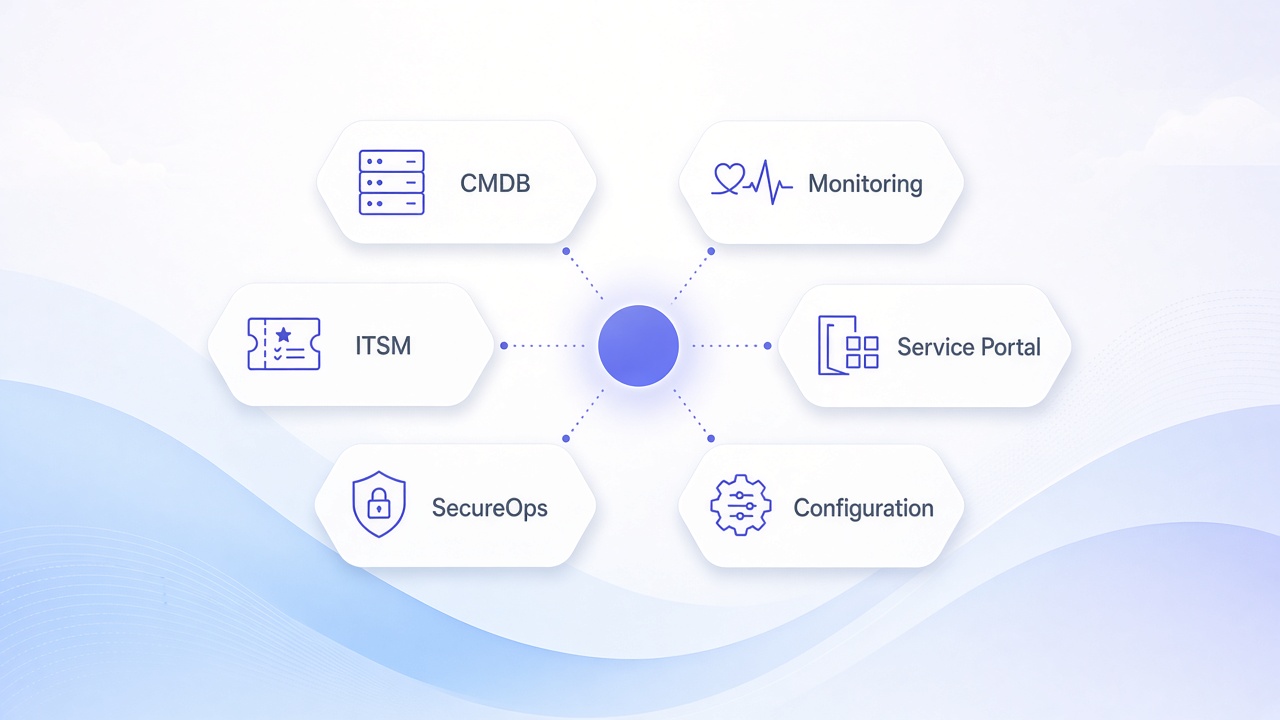 CMDB
Monitoring
ITSM
Service Portal
SecureOps
Configuration